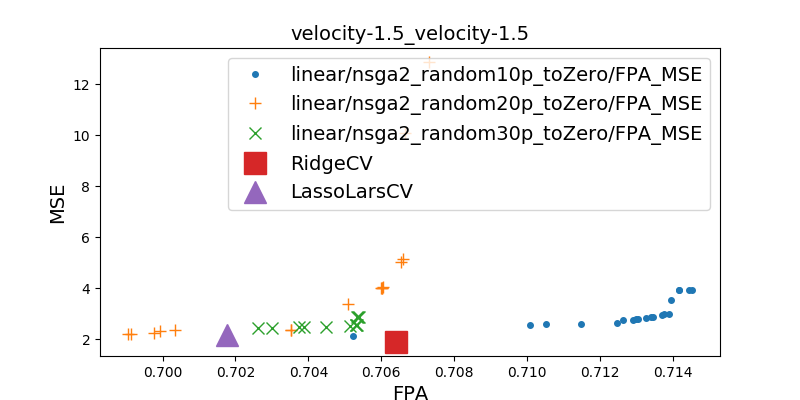 velocity-1.5_velocity-1.5
linear/nsga2_random10p_toZero/FPA_MSE
linear/nsga2_random20p_toZero/FPA_MSE
linear/nsga2_random30p_toZero/FPA_MSE
RidgeCV
LassoLarsCV
MSE
12
10
8
6
4
2
0.700 0.702 0.704 0.706 0.708 0.710 0.712 0.714
FPA